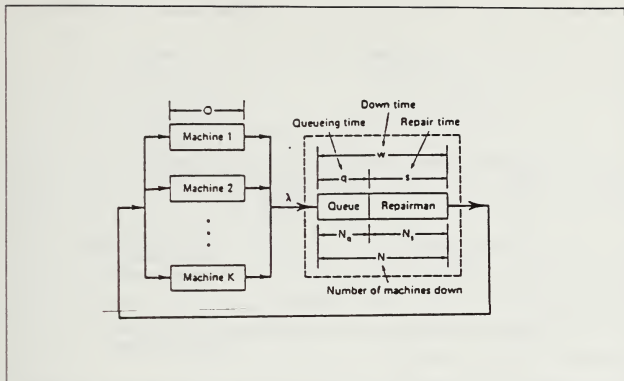 Down time
Queueing time Repair time
O
Machine 1
w
q s
Machine 2
λ
Queue Repairman
Nq Ns
N
Machine K
Number of machines down